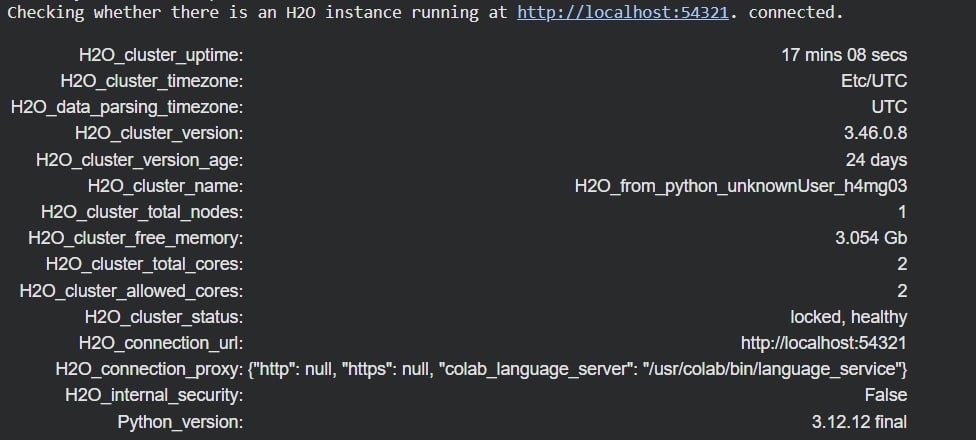 Checking whether there is an H2O instance running at http://localhost:54321. connected.
H2O_cluster_uptime: 17 mins 08 secs
H2O_cluster_timezone: Etc/UTC
H2O_data_parsing_timezone: UTC
H2O_cluster_version: 3.46.0.8
H2O_cluster_version_age: 24 days
H2O_cluster_name: H2O_from_python_unknownUser_h4mg03
H2O_cluster_total_nodes: 1
H2O_cluster_free_memory: 3.054 Gb
H2O_cluster_total_cores: 2
H2O_cluster_allowed_cores: 2
H2O_cluster_status: locked, healthy
H2O_connection_url: http://localhost:54321
H2O_connection_proxy: {"http": null, "https": null, "colab_language_server": "/usr/colab/bin/language_service"}
H2O_internal_security: False
Python_version: 3.12.12 final